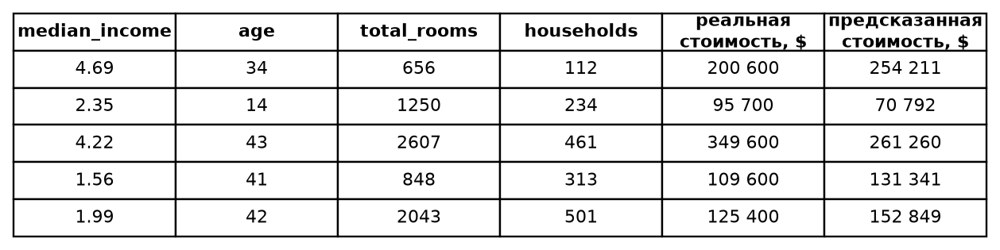 median_income age total_rooms households реальная стоимость, $ предсказанная стоимость, $
4.69 34 656 112 200 600 254 211
2.35 14 1250 234 95 700 70 792
4.22 43 2607 461 349 600 261 260
1.56 41 848 313 109 600 131 341
1.99 42 2043 501 125 400 152 849